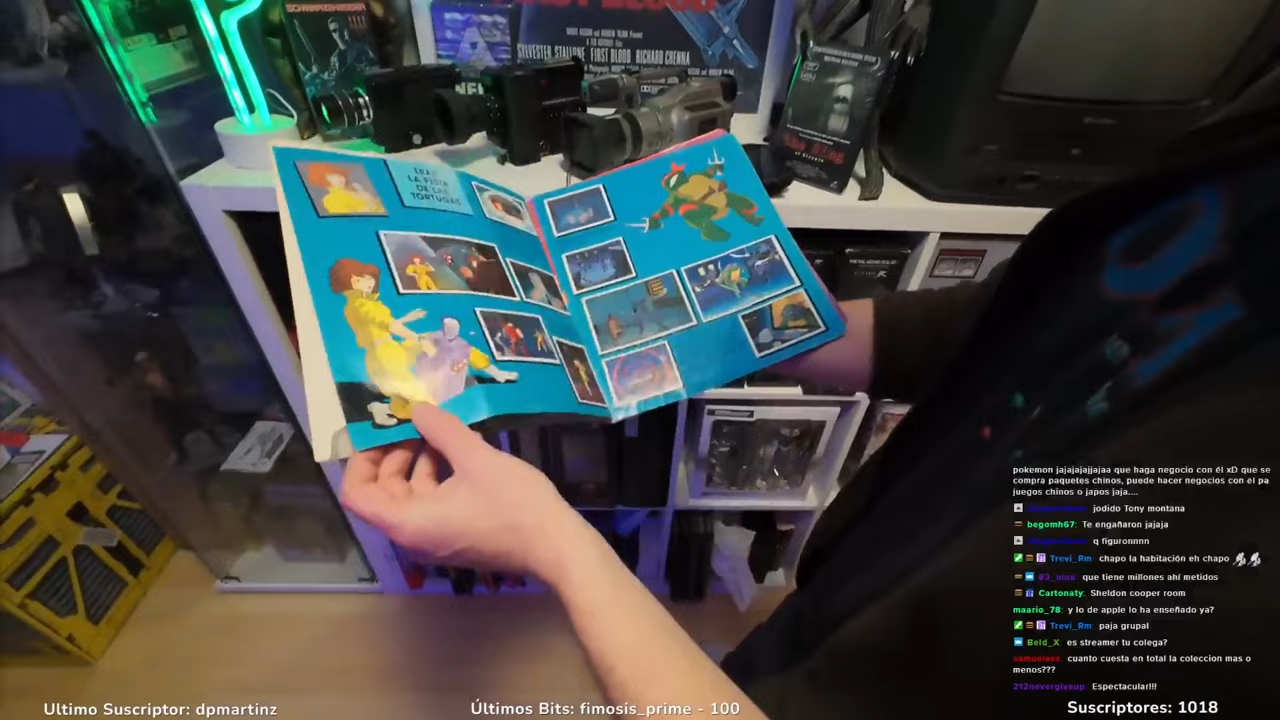 SCHWARZENEGGER
FIRST BLOOD
SYLVESTER STALLONE FIRST BLOOD RICHARD CRENNA
LA PISTA
DE LAS
TORTUGAS
pokemon jajajajajjajaa que haga negocio con él xD que se
compra paquetes chinos, puede hacer negocios con el pa
juegos chinos o japos jaja....
jodido Tony montana
begomh67: Te engañaron jajaja
q figuronnnn
Trevi_Rm: chapo la habitación eh chapo
que tiene millones ahí metidos
Cartonaty: Sheldon cooper room
maario_78: y lo de apple lo ha enseñado ya?
Trevi_Rm: paja grupal
Beld_X: es streamer tu colega?
cuanto cuesta en total la coleccion mas o
menos???
212nevergiveup: Espectacular!!!
Ultimo Suscriptor: dpmartinz
Últimos Bits: fimosis_prime - 100
Suscriptores: 1018